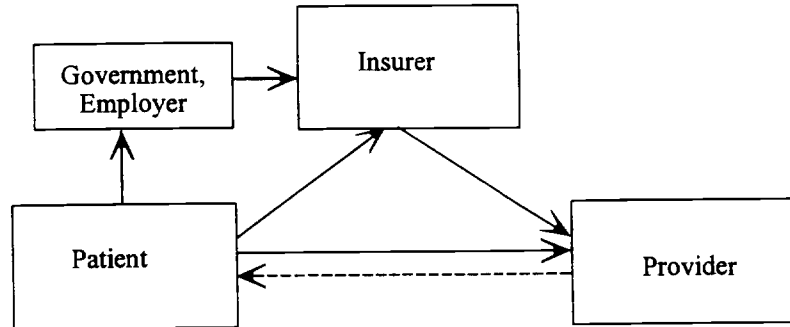 Government,
Employer
Insurer
Patient
Provider